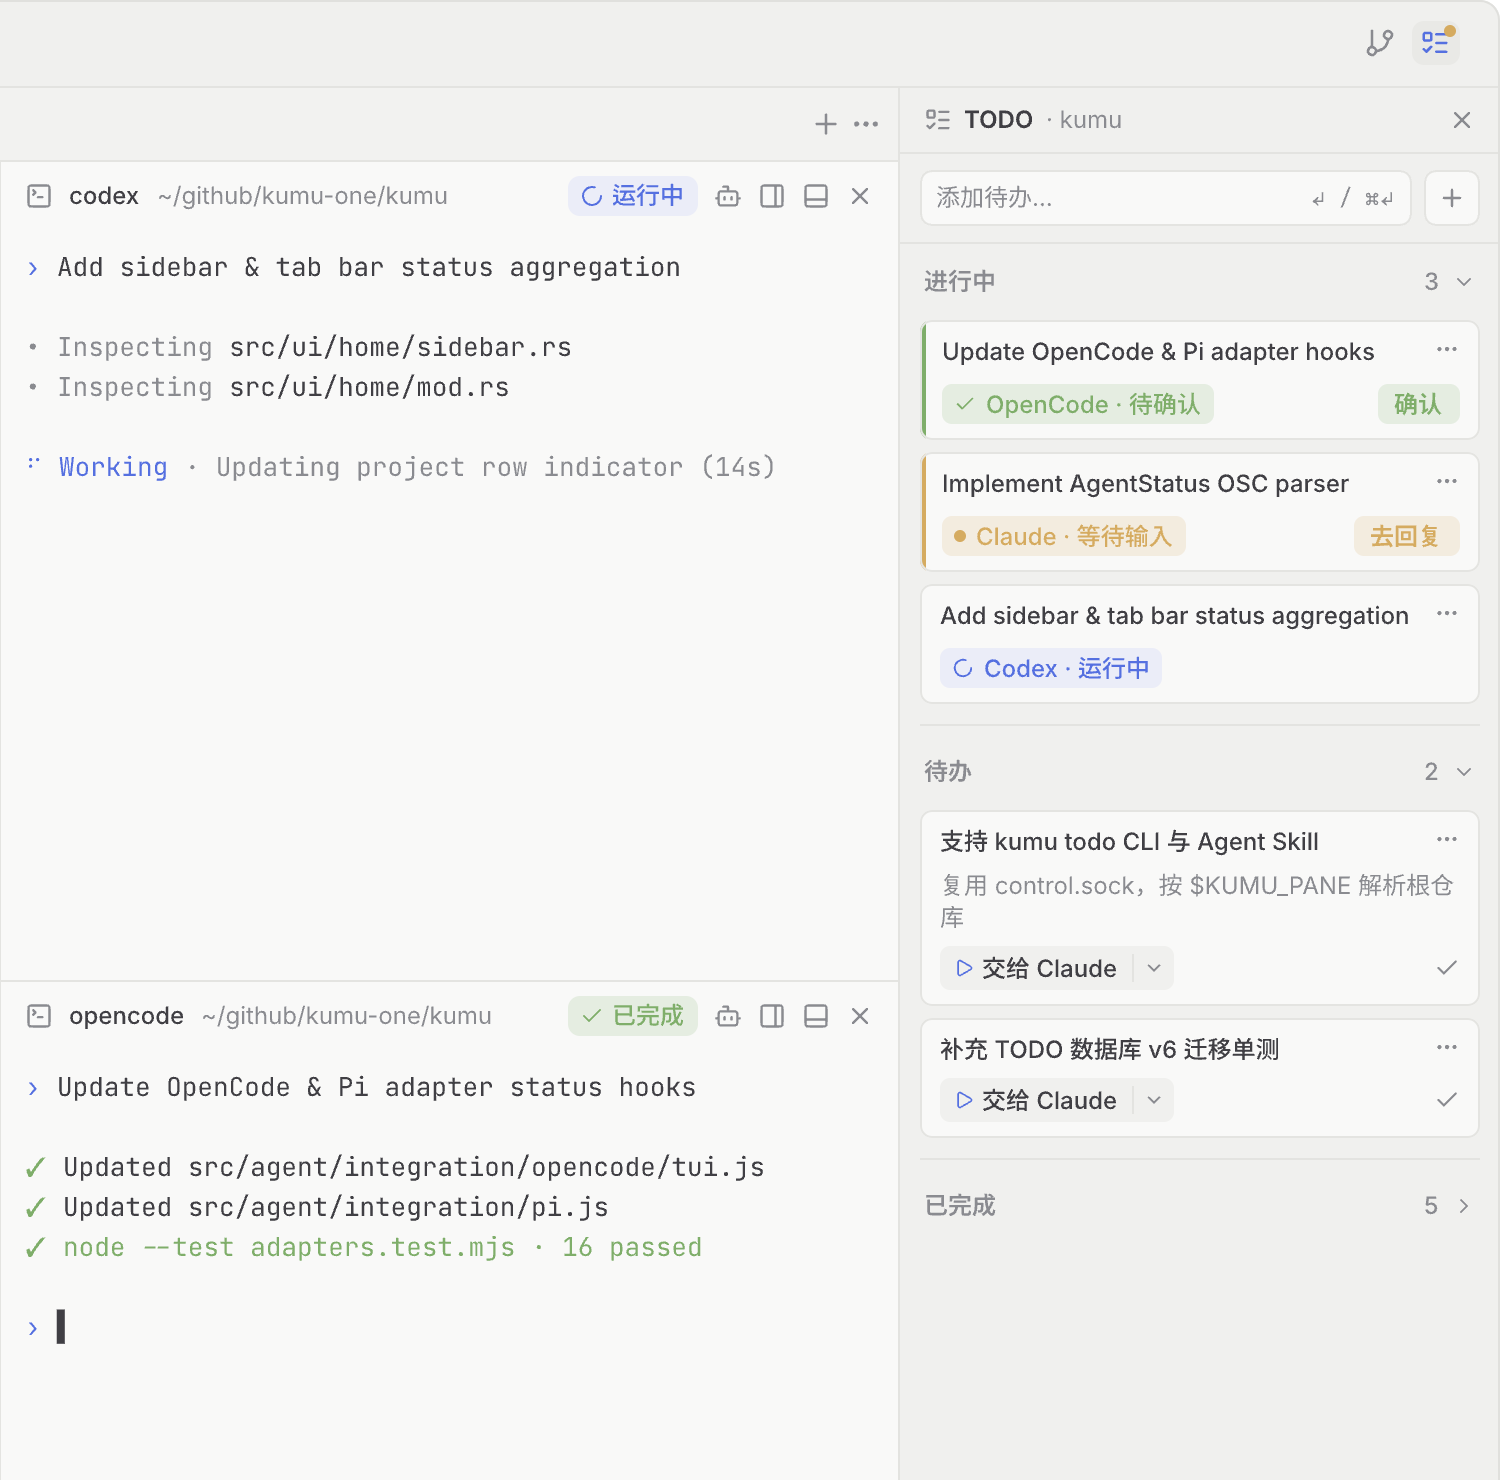 codex ~/github/kumu-one/kumu 运行中
› Add sidebar & tab bar status aggregation
• Inspecting src/ui/home/sidebar.rs
• Inspecting src/ui/home/mod.rs
Working · Updating project row indicator (14s)
opencode ~/github/kumu-one/kumu 已完成
› Update OpenCode & Pi adapter status hooks
✓ Updated src/agent/integration/opencode/tui.js
✓ Updated src/agent/integration/pi.js
✓ node --test adapters.test.mjs · 16 passed
›
TODO · kumu
添加待办... ↵ / ⌘↵
进行中 3
Update OpenCode & Pi adapter hooks
OpenCode · 待确认 确认
Implement AgentStatus OSC parser
Claude · 等待输入 去回复
Add sidebar & tab bar status aggregation
Codex · 运行中
待办 2
支持 kumu todo CLI 与 Agent Skill
复用 control.sock，按 $KUMU_PANE 解析根仓
库
交给 Claude
补充 TODO 数据库 v6 迁移单测
交给 Claude
已完成 5